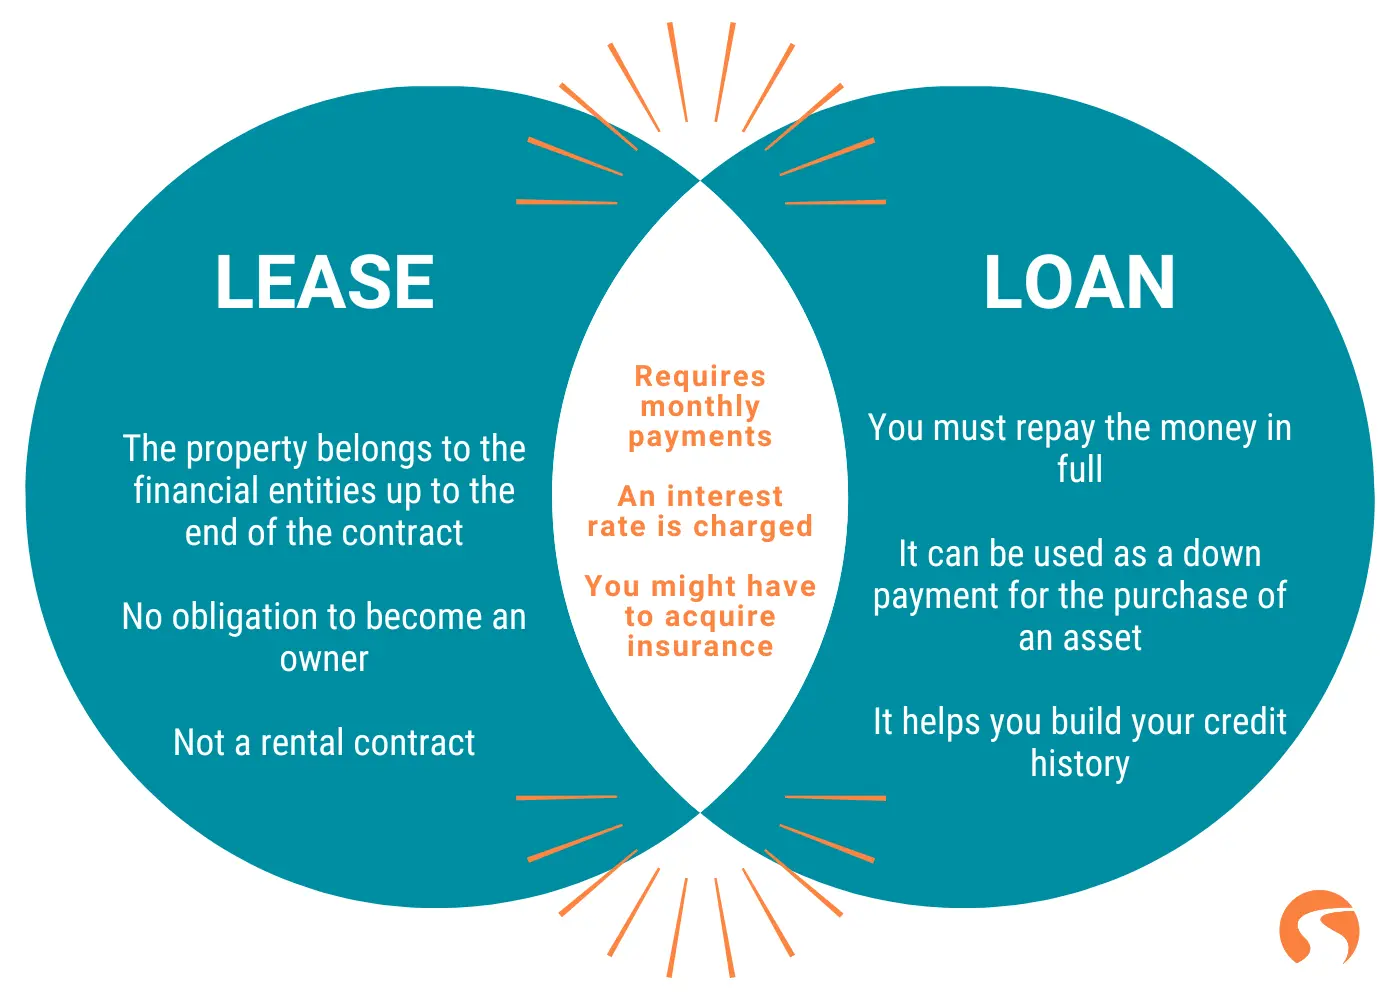 LEASE
The property belongs to the
financial entities up to the
end of the contract
No obligation to become an
owner
Not a rental contract
Requires
monthly
payments
An interest
rate is charged
You might have
to acquire
insurance
LOAN
You must repay the money in
full
It can be used as a down
payment for the purchase of
an asset
It helps you build your credit
history